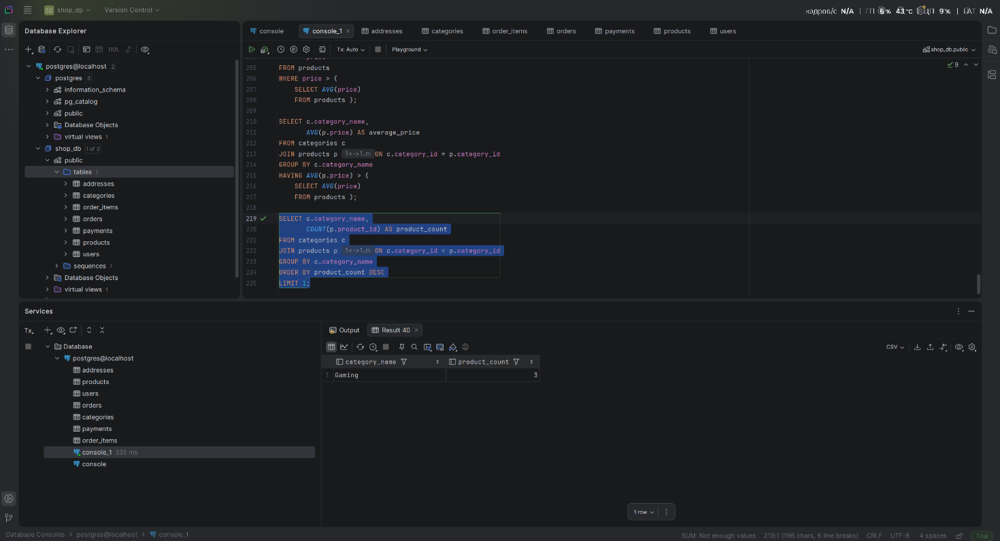 SD shop_dp Version Control
кадров/с N/A | ГП 6% 43°C | ЦП 9% | LAT N/A
Database Explorer
console console_1 addresses categories order_items orders payments products users
DDL
Tx: Auto Playground shop_db.public
9
postgres@localhost 2
postgres 3
information_schema
pg_catalog
public
Database Objects
virtual views 1
shop_db 1 of 3
public
tables 7
addresses
categories
order_items
orders
payments
products
users
sequences 7
Database Objects
virtual views 1
205 FROM products
206 WHERE price > (
207 SELECT AVG(price)
208 FROM products );
209
210 SELECT c.category_name,
211 AVG(p.price) AS average_price
212 FROM categories c
213 JOIN products p 1<->1..n: ON c.category_id = p.category_id
214 GROUP BY c.category_name
215 HAVING AVG(p.price) > (
216 SELECT AVG(price)
217 FROM products );
218
219 SELECT c.category_name,
220 COUNT(p.product_id) AS product_count
221 FROM categories c
222 JOIN products p 1<->1..n: ON c.category_id = p.category_id
223 GROUP BY c.category_name
224 ORDER BY product_count DESC
225 LIMIT 1;
Services
Tx
Database
postgres@localhost
addresses
products
users
orders
categories
payments
order_items
console_1 335 ms
console
Output Result 40
CSV
category_name product_count
1 Gaming 3
1 row
Database Consoles > postgres@localhost > console_1
SUM: Not enough values 219:1 (196 chars, 6 line breaks) CRLF UTF-8 4 spaces Trial